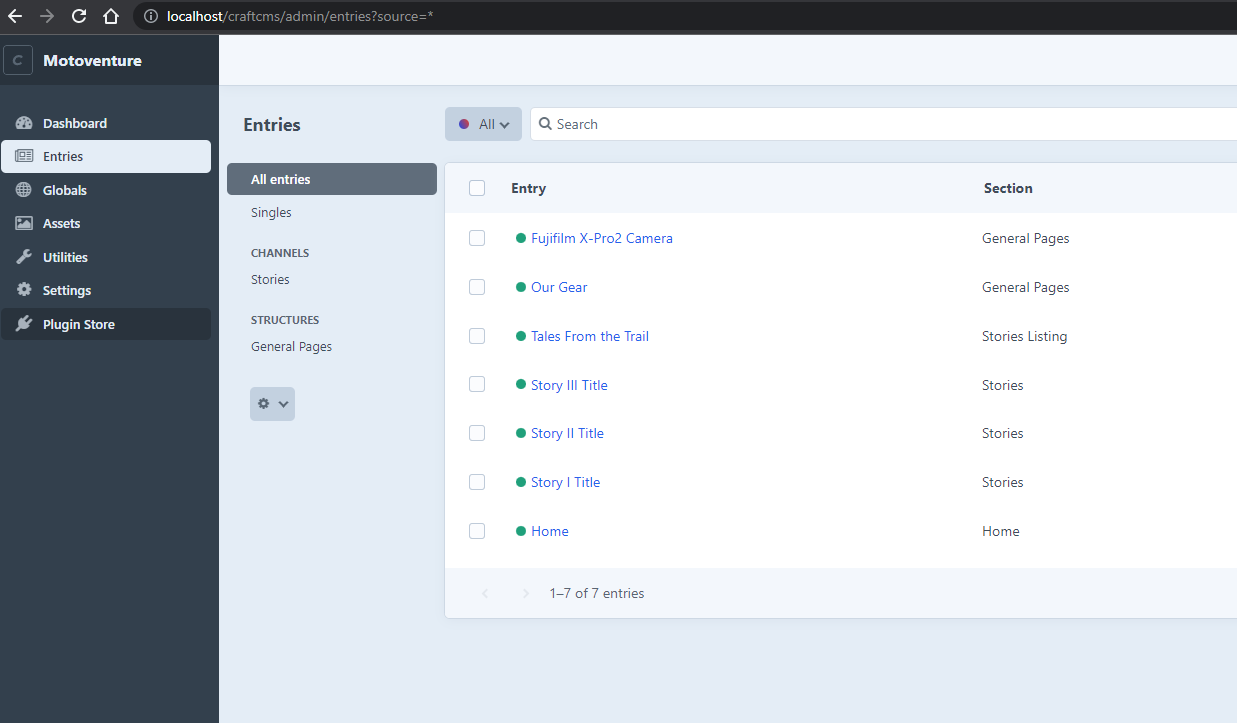 localhost/craftcms/admin/entries?source=*
C Motoventure
Dashboard
Entries
Globals
Assets
Utilities
Settings
Plugin Store
Entries
All entries
Singles
CHANNELS
Stories
STRUCTURES
General Pages
All
Search
Entry Section
Fujifilm X-Pro2 Camera General Pages
Our Gear General Pages
Tales From the Trail Stories Listing
Story III Title Stories
Story II Title Stories
Story I Title Stories
Home Home
1–7 of 7 entries